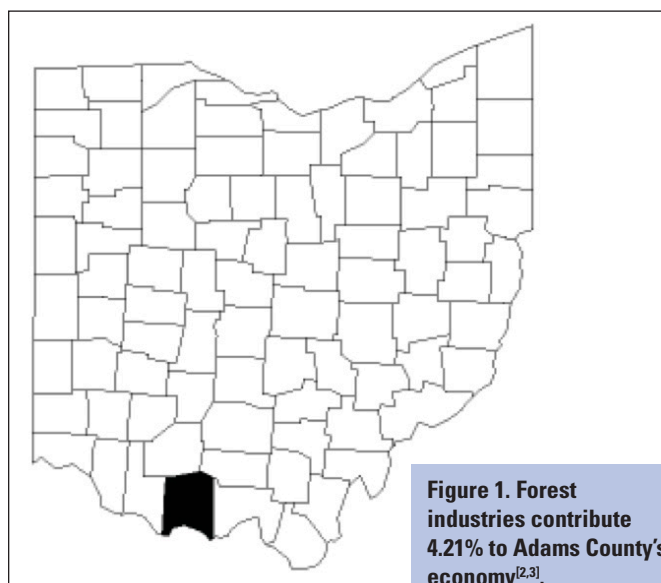 Figure 1. Forest
industries contribute
4.21% to Adams County's
economy[2,3]